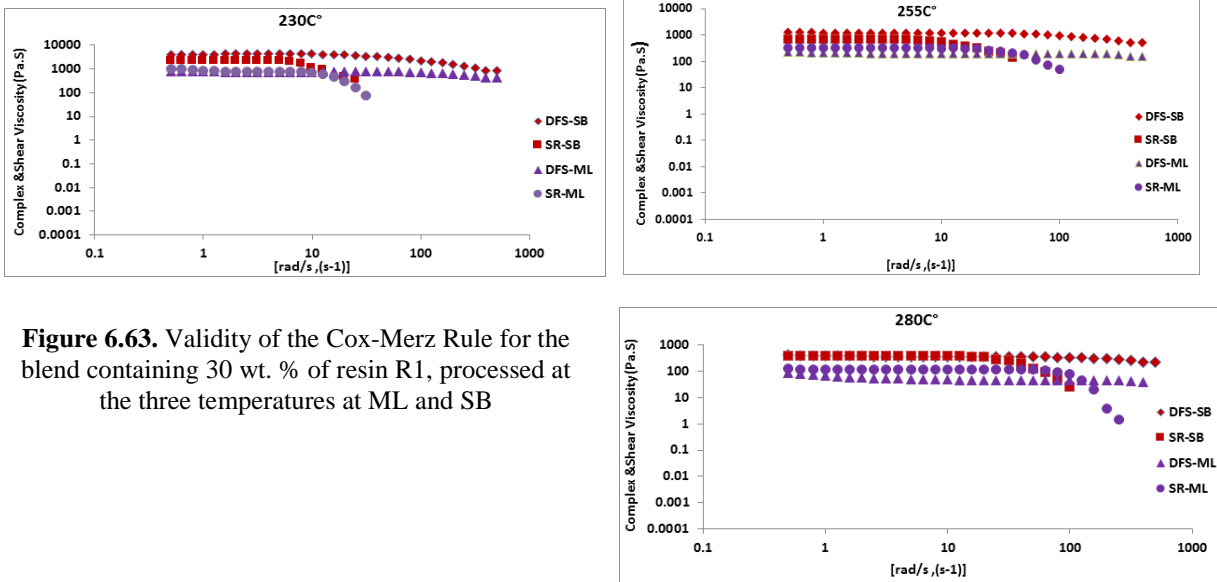 230C°
Complex &Shear Viscosity(Pa.S)
10000
1000
100
10
1
0.1
0.01
0.001
0.0001
0.1
1
10
100
1000
[rad/s ,(s-1)]
DFS-SB
SR-SB
DFS-ML
SR-ML
255C°
Complex &Shear Viscosity(Pa.S)
10000
1000
100
10
1
0.1
0.01
0.001
0.0001
0.1
1
10
100
1000
[rad/s ,(s-1)]
DFS-SB
SR-SB
DFS-ML
SR-ML
Figure 6.63. Validity of the Cox-Merz Rule for the
blend containing 30 wt. % of resin R1, processed at
the three temperatures at ML and SB
280C°
Complex &Shear Viscosity(Pa.S)
1000
100
10
1
0.1
0.01
0.001
0.0001
0.1
1
10
100
1000
[rad/s ,(s-1)]
DFS-SB
SR-SB
DFS-ML
SR-ML